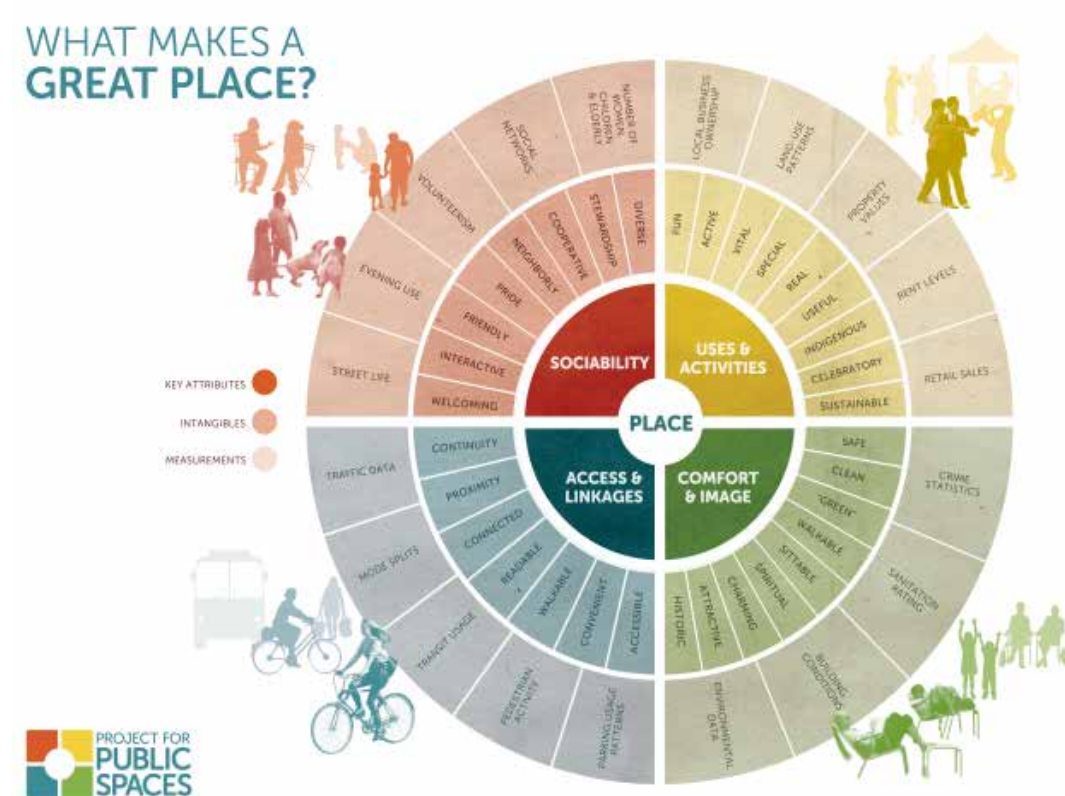 WHAT MAKES A
GREAT PLACE?
NUMBER OF
WOMEN,
CHILDREN
& ELDERLY
SOCIAL
NETWORKS
VOLUNTEERISM
EVENING USE
STREET LIFE
DIVERSE
STEWARDSHIP
COOPERATIVE
NEIGHBORLY
PRIDE
FRIENDLY
INTERACTIVE
WELCOMING
SOCIABILITY
LOCAL BUSINESS
OWNERSHIP
LAND-USE
PATTERNS
PROPERTY
VALUES
RENT LEVELS
RETAIL SALES
FUN
ACTIVE
VITAL
SPECIAL
REAL
USEFUL
INDIGENOUS
CELEBRATORY
SUSTAINABLE
USES &
ACTIVITIES
PLACE
KEY ATTRIBUTES
INTANGIBLES
MEASUREMENTS
ACCESS &
LINKAGES
CONTINUITY
PROXIMITY
CONNECTED
READABLE
WALKABLE
CONVENIENT
ACCESSIBLE
TRAFFIC DATA
MODE SPLITS
TRANSIT USAGE
PEDESTRIAN
ACTIVITY
PARKING USAGE
PATTERNS
COMFORT
& IMAGE
SAFE
CLEAN
"GREEN"
WALKABLE
SITTABLE
SPIRITUAL
CHARMING
ATTRACTIVE
HISTORIC
CRIME
STATISTICS
SANITATION
RATING
BUILDING
CONDITIONS
ENVIRONMENTAL
DATA
PROJECT FOR
PUBLIC
SPACES